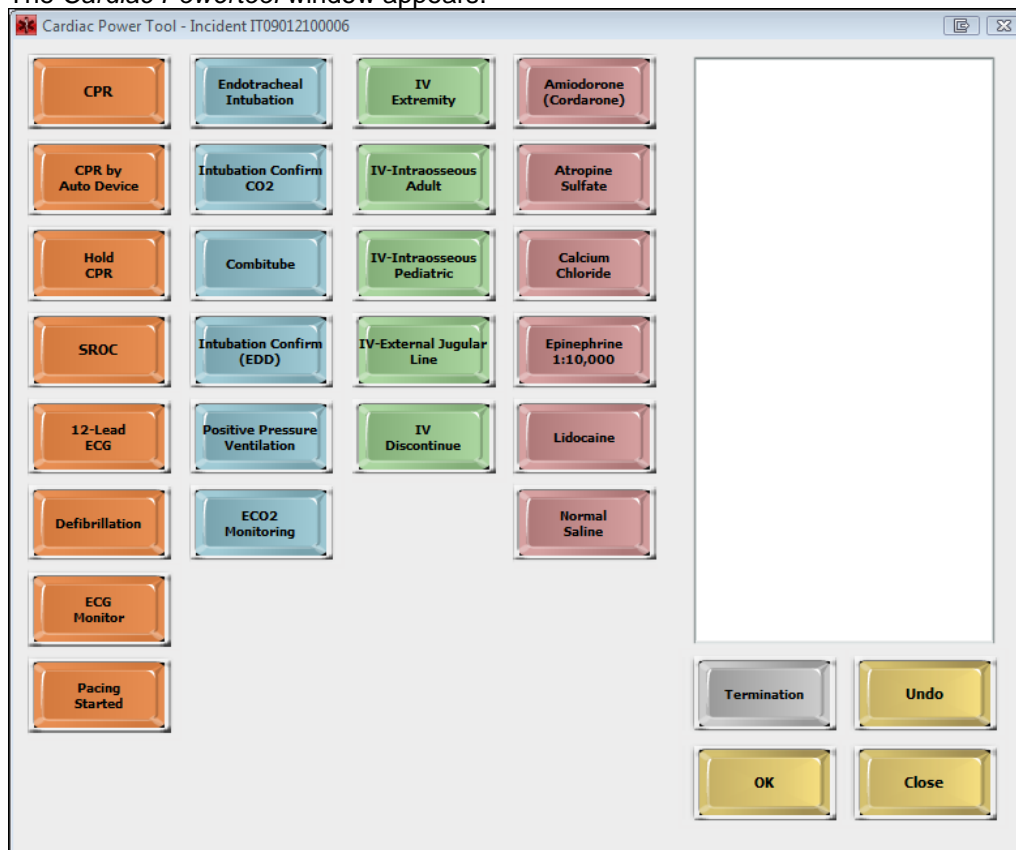 The Cardiac Powertool window appears.
Cardiac Power Tool - Incident IT09012100006
CPR
Endotracheal
Intubation
IV
Extremity
Amiodorone
(Cordarone)
CPR by
Auto Device
Intubation Confirm
CO2
IV-Intraosseous
Adult
Atropine
Sulfate
Hold
CPR
Combitube
IV-Intraosseous
Pediatric
Calcium
Chloride
SROC
Intubation Confirm
(EDD)
IV-External Jugular
Line
Epinephrine
1:10,000
12-Lead
ECG
Positive Pressure
Ventilation
IV
Discontinue
Lidocaine
Defibrillation
ECO2
Monitoring
Normal
Saline
ECG
Monitor
Pacing
Started
Termination
Undo
OK
Close